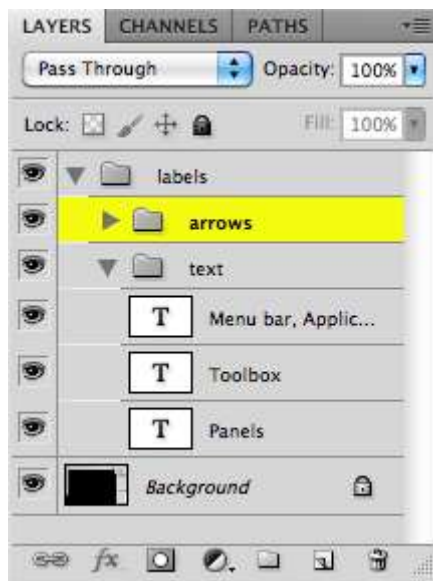 LAYERS CHANNELS PATHS
Pass Through Opacity: 100%
Lock: Fill: 100%
labels
arrows
text
T Menu bar, Applic...
T Toolbox
T Panels
Background
fx